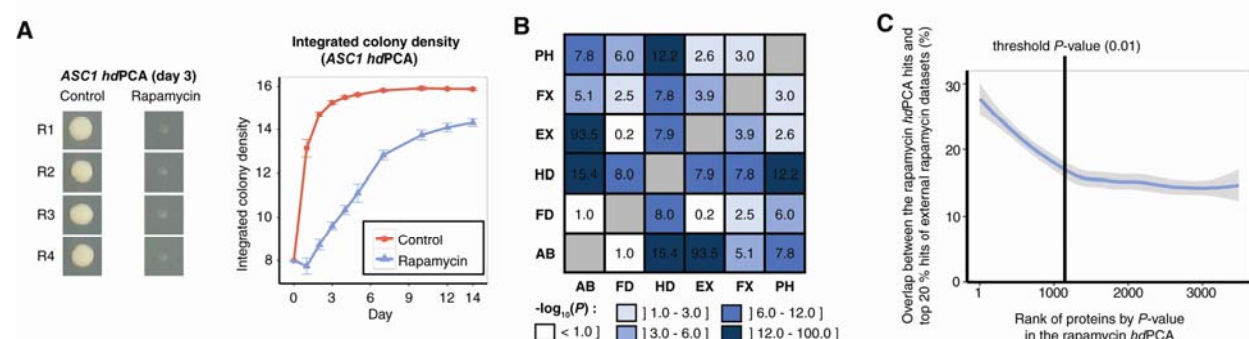 A
ASC1 hdPCA (day 3)
Control Rapamycin
R1
R2
R3
R4
Integrated colony density
(ASC1 hdPCA)
Integrated colony density
16
14
12
10
8
0 3 6 9 12 14
Day
Control
Rapamycin
B
PH 7.8 6.0 12.2 2.6 3.0
FX 5.1 2.5 7.8 3.9 3.0
EX 93.5 0.2 7.9 3.9 2.6
HD 15.4 8.0 7.9 7.8 12.2
FD 1.0 8.0 0.2 2.5 6.0
AB 1.0 15.4 93.5 5.1 7.8
AB FD HD EX FX PH
-log10(P) :
] 1.0 - 3.0 ] ] 6.0 - 12.0 ]
< 1.0 ] ] 3.0 - 6.0 ] ] 12.0 - 100.0 ]
C
threshold P-value (0.01)
Overlap between the rapamycin hdPCA hits and
top 20 % hits of external rapamycin datasets (%)
30
20
10
0
1 1000 2000 3000
Rank of proteins by P-value
in the rapamycin hdPCA